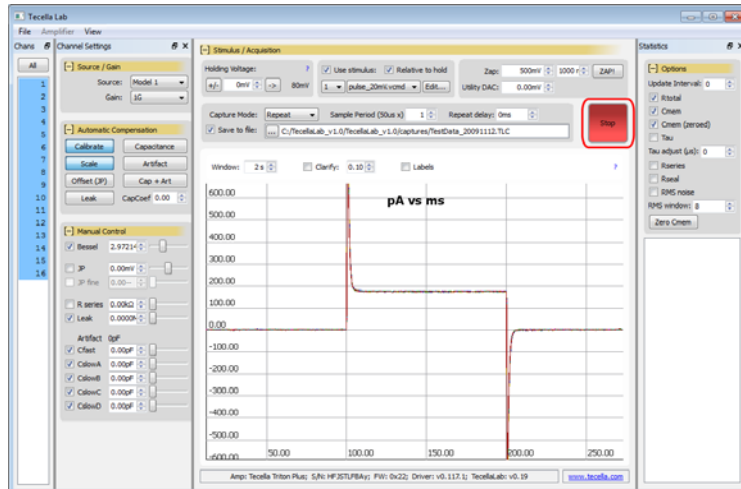 Tecella Lab
File Amplifier View
Chans
All
1
2
3
4
5
6
7
8
9
10
11
12
13
14
15
16
Channel Settings
[-] Source / Gain
Source: Model 1
Gain: 1G
[-] Automatic Compensation
Calibrate Capacitance
Scale Artifact
Offset (JP) Cap + Art
Leak CapCoef 0.00
[-] Manual Control
Bessel 2.9721
JP 0.00mV
JP fine 0.00
R series 0.00kΩ
Leak 0.0000
Artifact 0pF
Cfast 0.00pF
CslowA 0.00pF
CslowB 0.00pF
CslowC 0.00pF
CslowD 0.00pF
[-] Stimulus / Acquisition
Holding Voltage: ? Use stimulus: Relative to hold Zap: 500mV 1000 ZAP!
+/- 0mV -> 80mV 1 pulse_20mV.vcmd Edit... Utility DAC: 0.00mV
Capture Mode: Repeat Sample Period (50us x) 1 Repeat delay: 0ms
Save to file: ... C:/TecellaLab_v1.0/TecellaLab_v1.0/captures/TestData_20091112.TLC
Stop
Window: 2 s Clarify: 0.10 Labels ?
pA vs ms
600.00
500.00
400.00
300.00
200.00
100.00
0.00
-100.00
-200.00
-300.00
-400.00
-500.00
50.00 100.00 150.00 200.00 250.00
Amp: Tecella Triton Plus; S/N: HFJSTLFBAy; FW: 0x22; Driver: v0.117.1; TecellaLab: v0.19 www.tecella.com
Statistics
[-] Options
Update Interval: 0
Rtotal
Cmem
Cmem (zeroed)
Tau
Tau adjust (µs): 0
Rseries
Rseal
RMS noise
RMS window: 8
Zero Cmem